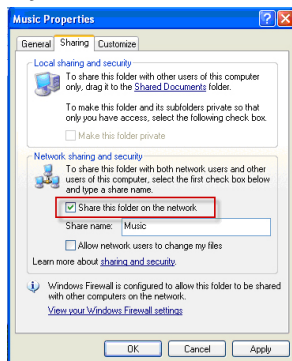 Music Properties
General Sharing Customize
Local sharing and security
To share this folder with other users of this computer
only, drag it to the Shared Documents folder.
To make this folder and its subfolders private so that
only you have access, select the following check box.
Make this folder private
Network sharing and security
To share this folder with both network users and other
users of this computer, select the first check box below
and type a share name.
Share this folder on the network
Share name: Music
Allow network users to change my files
Learn more about sharing and security.
Windows Firewall is configured to allow this folder to be shared
with other computers on the network.
View your Windows Firewall settings
OK Cancel Apply